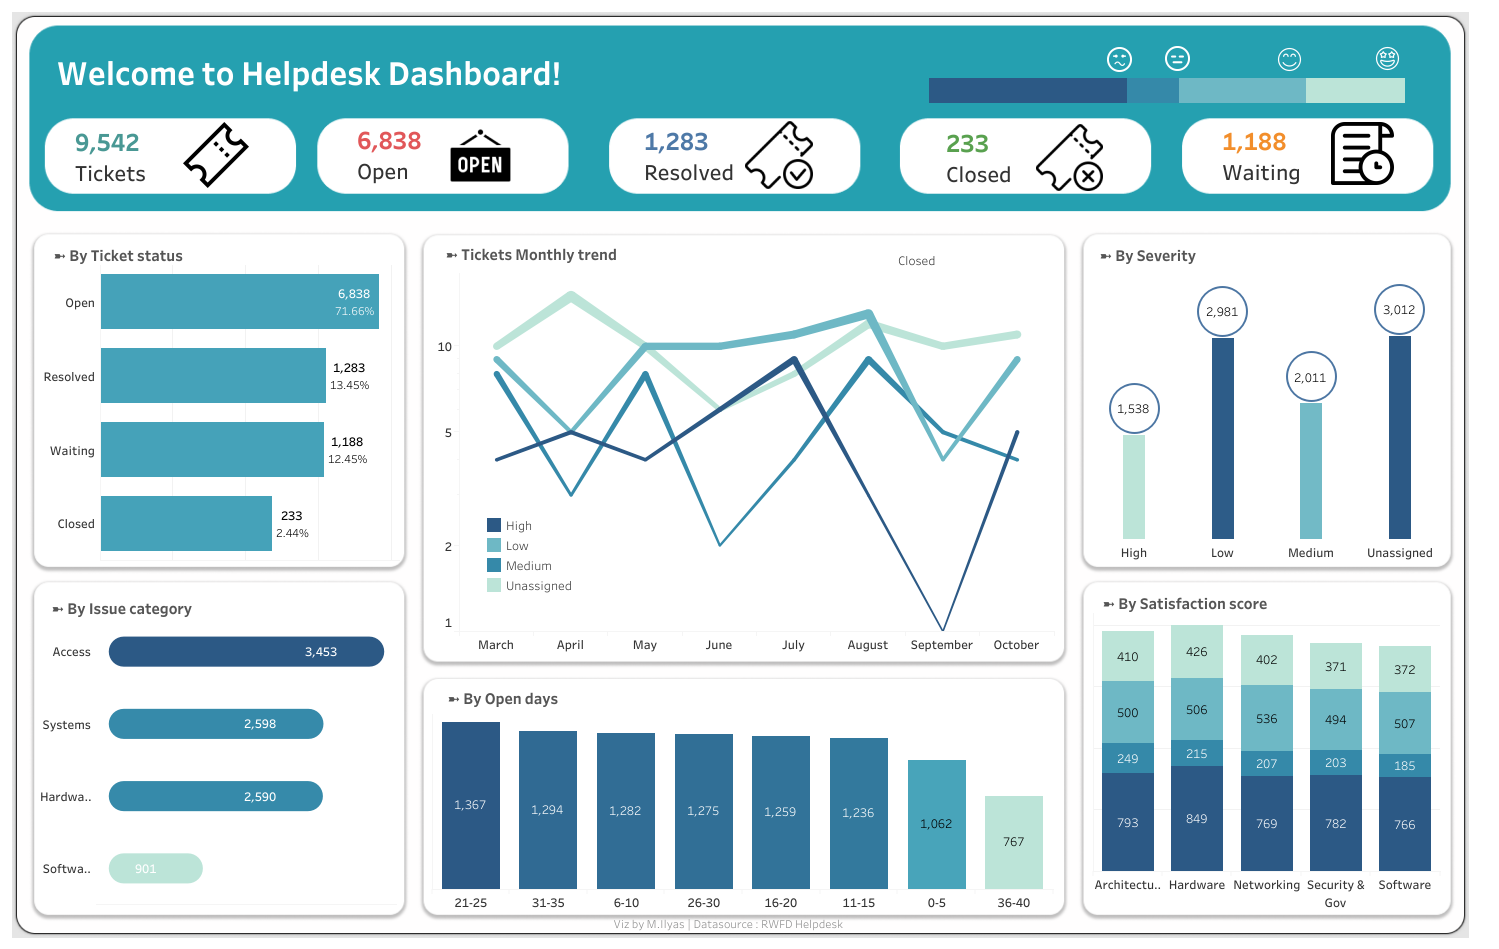 Welcome to Helpdesk Dashboard!
9,542
Tickets
6,838
Open
OPEN
1,283
Resolved
233
Closed
1,188
Waiting
➼ By Ticket status
Open
6,838
71.66%
Resolved
1,283
13.45%
Waiting
1,188
12.45%
Closed
233
2.44%
➼ By Issue category
Access
3,453
Systems
2,598
Hardwa..
2,590
Softwa..
901
➼ Tickets Monthly trend
Closed
10
5
2
1
High
Low
Medium
Unassigned
March April May June July August September October
➼ By Open days
1,367 1,294 1,282 1,275 1,259 1,236 1,062 767
21-25 31-35 6-10 26-30 16-20 11-15 0-5 36-40
➼ By Severity
1,538 2,981 2,011 3,012
High Low Medium Unassigned
➼ By Satisfaction score
410 426 402 371 372
500 506 536 494 507
249 215 207 203 185
793 849 769 782 766
Architectu.. Hardware Networking Security & Software
Gov
Viz by M.Ilyas | Datasource : RWFD Helpdesk